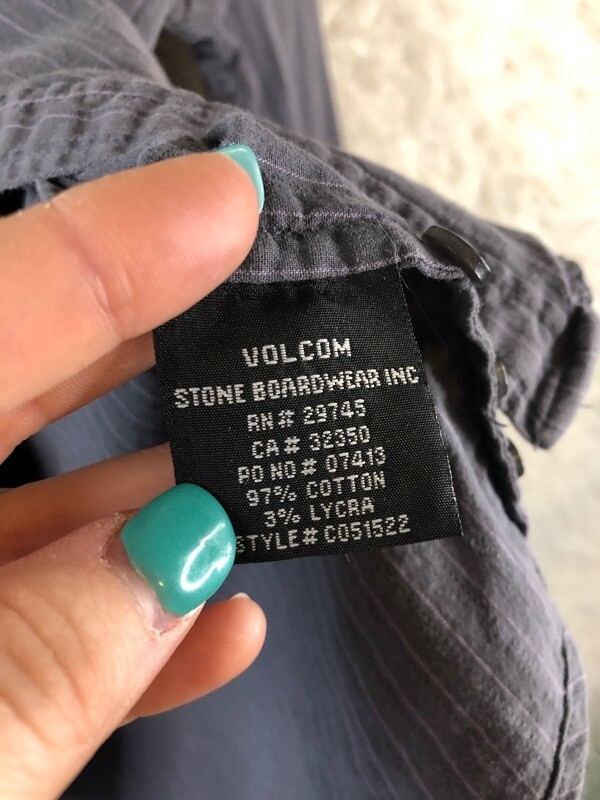 VOLCOM
STONE BOARDWEAR INC
RN# 29745
CA# 32350
PO NO# 07413
97% COTTON
3% LYCRA
STYLE# C051522